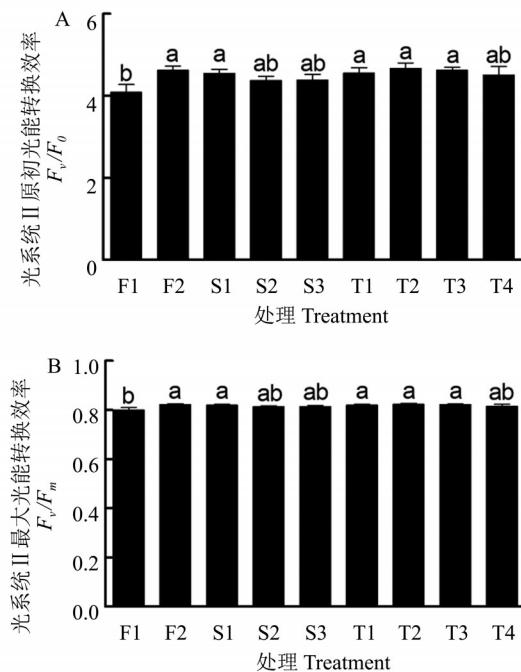 A
光系统Ⅱ原初光能转换效率
Fv/F0
6
4
2
0
b a a ab ab a a a ab
F1 F2 S1 S2 S3 T1 T2 T3 T4
处理 Treatment
B
光系统Ⅱ最大光能转换效率
Fv/Fm
1.0
0.8
0.6
0.4
0.2
0.0
b a a ab ab a a a ab
F1 F2 S1 S2 S3 T1 T2 T3 T4
处理 Treatment